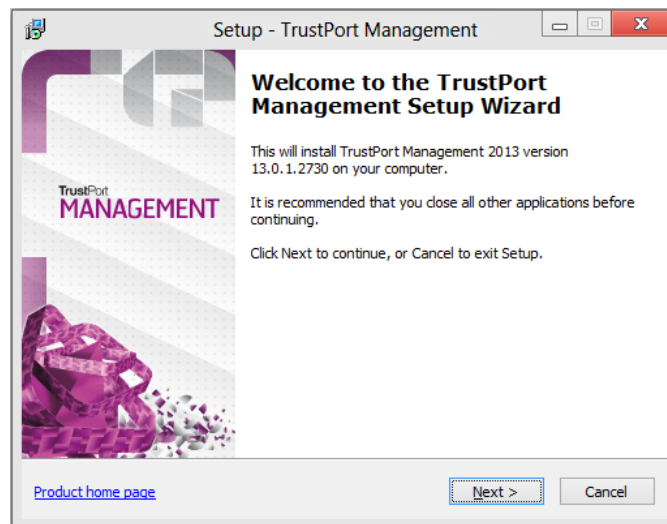 Setup - TrustPort Management
Welcome to the TrustPort
Management Setup Wizard
This will install TrustPort Management 2013 version
13.0.1.2730 on your computer.
It is recommended that you close all other applications before
continuing.
Click Next to continue, or Cancel to exit Setup.
TrustPort
MANAGEMENT
Product home page
Next >
Cancel